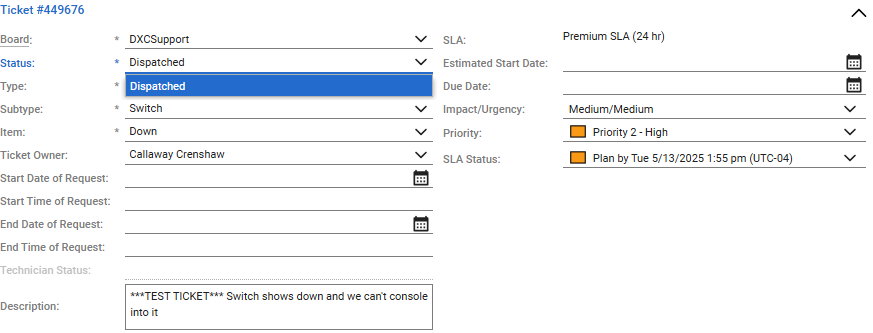 Ticket #449676
Board: * DXCSupport
Status: * Dispatched
Type: * Dispatched
Subtype: * Switch
Item: * Down
Ticket Owner: Callaway Crenshaw
Start Date of Request:
Start Time of Request:
End Date of Request:
End Time of Request:
Technician Status:
Description: ***TEST TICKET*** Switch shows down and we can't console
into it
SLA: Premium SLA (24 hr)
Estimated Start Date:
Due Date:
Impact/Urgency: Medium/Medium
Priority: Priority 2 - High
SLA Status: Plan by Tue 5/13/2025 1:55 pm (UTC-04)